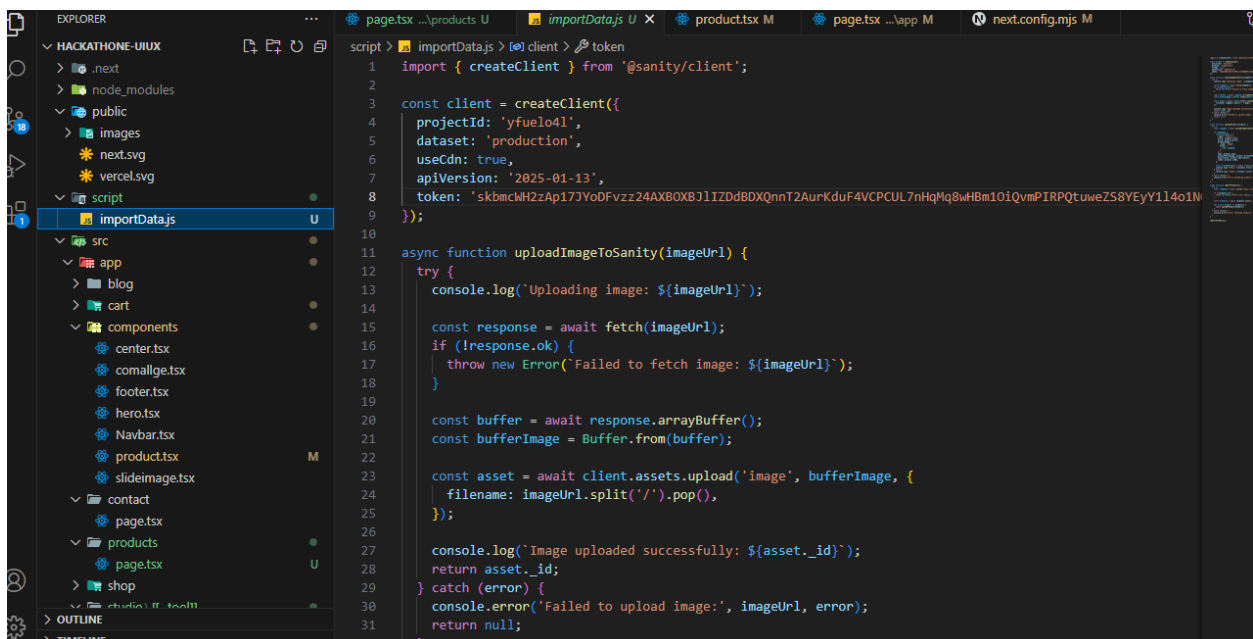 EXPLORER
HACKATHONE-UIUX
.next
node_modules
public
images
next.svg
vercel.svg
script
importData.js U
src
app
blog
cart
components
center.tsx
comallge.tsx
footer.tsx
hero.tsx
Navbar.tsx
product.tsx M
slideimage.tsx
contact
page.tsx
products
page.tsx U
shop
OUTLINE
18
1
page.tsx ...\products U
importData.js U
product.tsx M
page.tsx ...\app M
next.config.mjs M
script > importData.js > client > token
1 import { createClient } from '@sanity/client';
2
3 const client = createClient({
4 projectId: 'yfuelo4l',
5 dataset: 'production',
6 useCdn: true,
7 apiVersion: '2025-01-13',
8 token: '
9 });
10
11 async function uploadImageToSanity(imageUrl) {
12 try {
13 console.log(`Uploading image: ${imageUrl}`);
14
15 const response = await fetch(imageUrl);
16 if (!response.ok) {
17 throw new Error(`Failed to fetch image: ${imageUrl}`);
18 }
19
20 const buffer = await response.arrayBuffer();
21 const bufferImage = Buffer.from(buffer);
22
23 const asset = await client.assets.upload('image', bufferImage, {
24 filename: imageUrl.split('/').pop(),
25 });
26
27 console.log(`Image uploaded successfully: ${asset._id}`);
28 return asset._id;
29 } catch (error) {
30 console.error('Failed to upload image:', imageUrl, error);
31 return null;